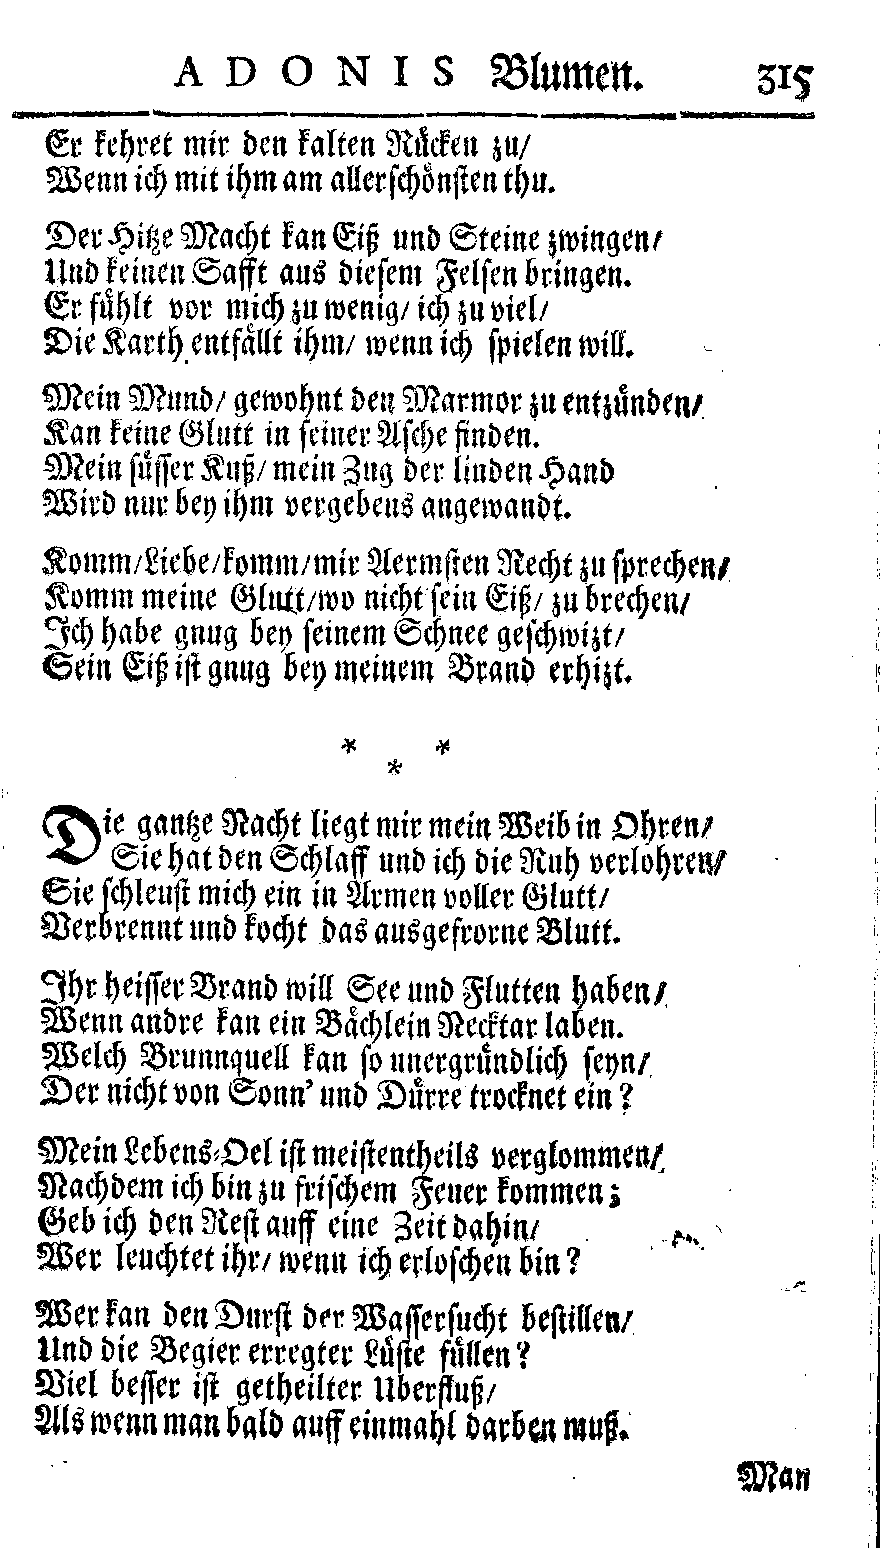 ADONIS Blumen. 315
Er kehret mir den kalten Rücken zu/
Wenn ich mit ihm am allerschönsten thu.
Der Hitze Macht kan Eiß und Steine zwingen/
Und keinen Safft aus diesem Felsen bringen.
Er fühlt vor mich zu wenig/ ich zu viel/
Die Karth entfällt ihm/ wenn ich spielen will.
Mein Mund/ gewohnt den Marmor zu entzünden/
Kan keine Glutt in seiner Asche finden.
Mein süsser Kuß/ mein Zug der linden Hand
Wird nur bey ihm vergebens angewandt.
Komm/Liebe/komm/mir Aermsten Recht zu sprechen/
Komm meine Glutt/wo nicht sein Eiß/ zu brechen/
Ich habe gnug bey seinem Schnee geschwizt/
Sein Eiß ist gnug bey meinem Brand erhizt.
* *
*
Die gantze Nacht liegt mir mein Weib in Ohren/
Sie hat den Schlaff und ich die Ruh verlohren/
Sie schleust mich ein in Armen voller Glutt/
Verbrennt und kocht das ausgefrorne Blutt.
Ihr heisser Brand will See und Flutten haben/
Wenn andre kan ein Bächlein Necktar laben.
Welch Brunnquell kan so unergründlich seyn/
Der nicht von Sonn' und Dürre trocknet ein?
Mein Lebens-Oel ist meistentheils verglommen/
Nachdem ich bin zu frischem Feuer kommen;
Geb ich den Rest auff eine Zeit dahin/
Wer leuchtet ihr/ wenn ich erloschen bin?
Wer kan den Durst der Wassersucht bestillen/
Und die Begier erregter Lüste füllen?
Viel besser ist getheilter Uberfluß/
Als wenn man bald auff einmahl darben muß.
Man